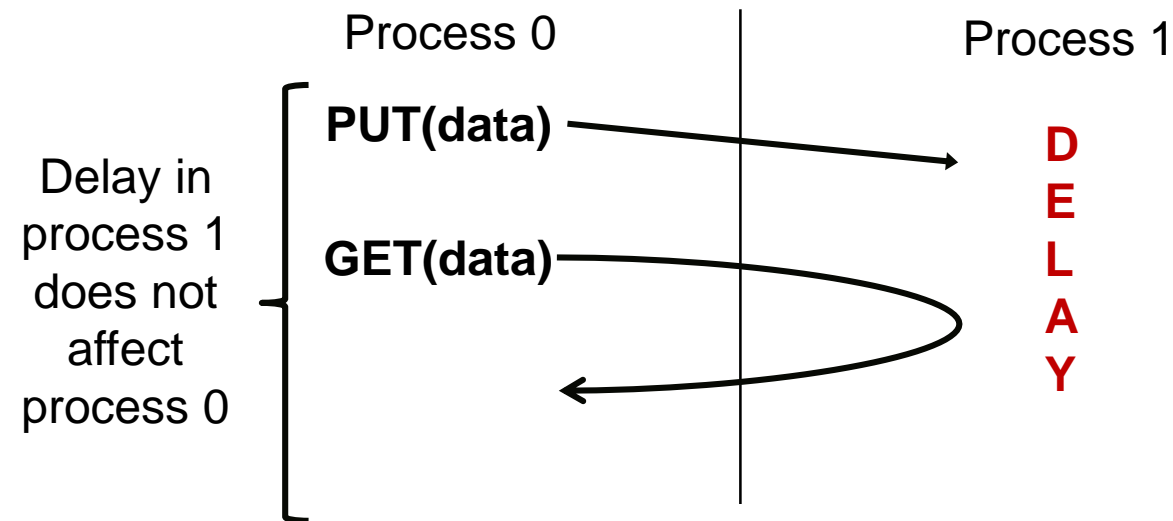 Process 0
Process 1
PUT(data)
GET(data)
Delay in
process 1
does not
affect
process 0
D
E
L
A
Y